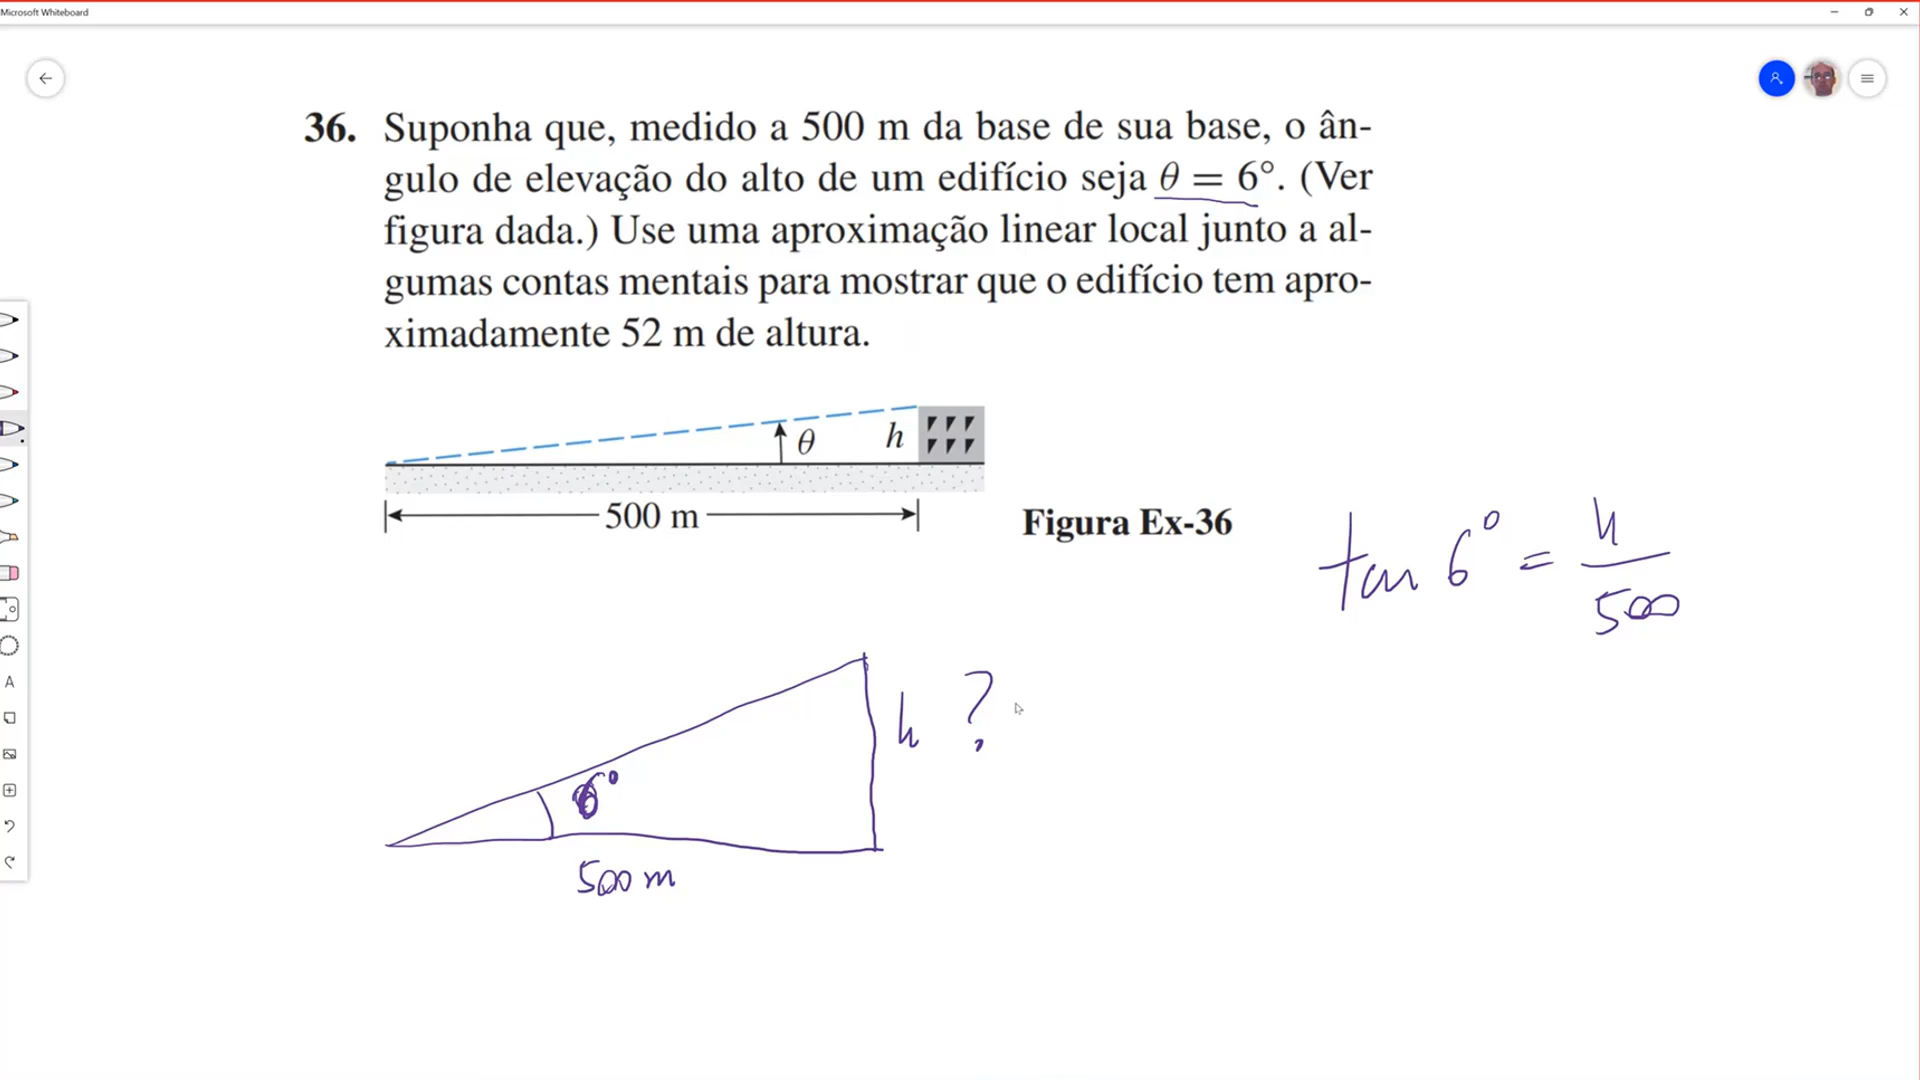 Microsoft Whiteboard
36. Suponha que, medido a 500 m da base de sua base, o ân-
gulo de elevação do alto de um edifício seja θ = 6°. (Ver
figura dada.) Use uma aproximação linear local junto a al-
gumas contas mentais para mostrar que o edifício tem apro-
ximadamente 52 m de altura.
θ
h
500 m
Figura Ex-36
tan 6° = h/500
h ?
6°
500 m
A